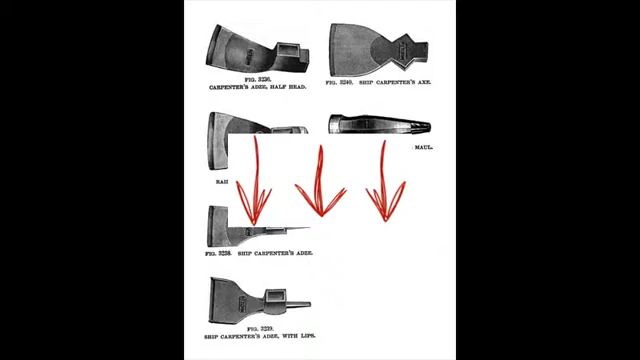 FIG. 3236.
CARPENTER'S ADZE, HALF HEAD.
FIG. 3240. SHIP CARPENTER'S AXE.
MAUL.
RAI
FIG. 3238. SHIP CARPENTER'S ADZE.
FIG. 3239.
SHIP CARPENTER'S ADZE, WITH LIPS.